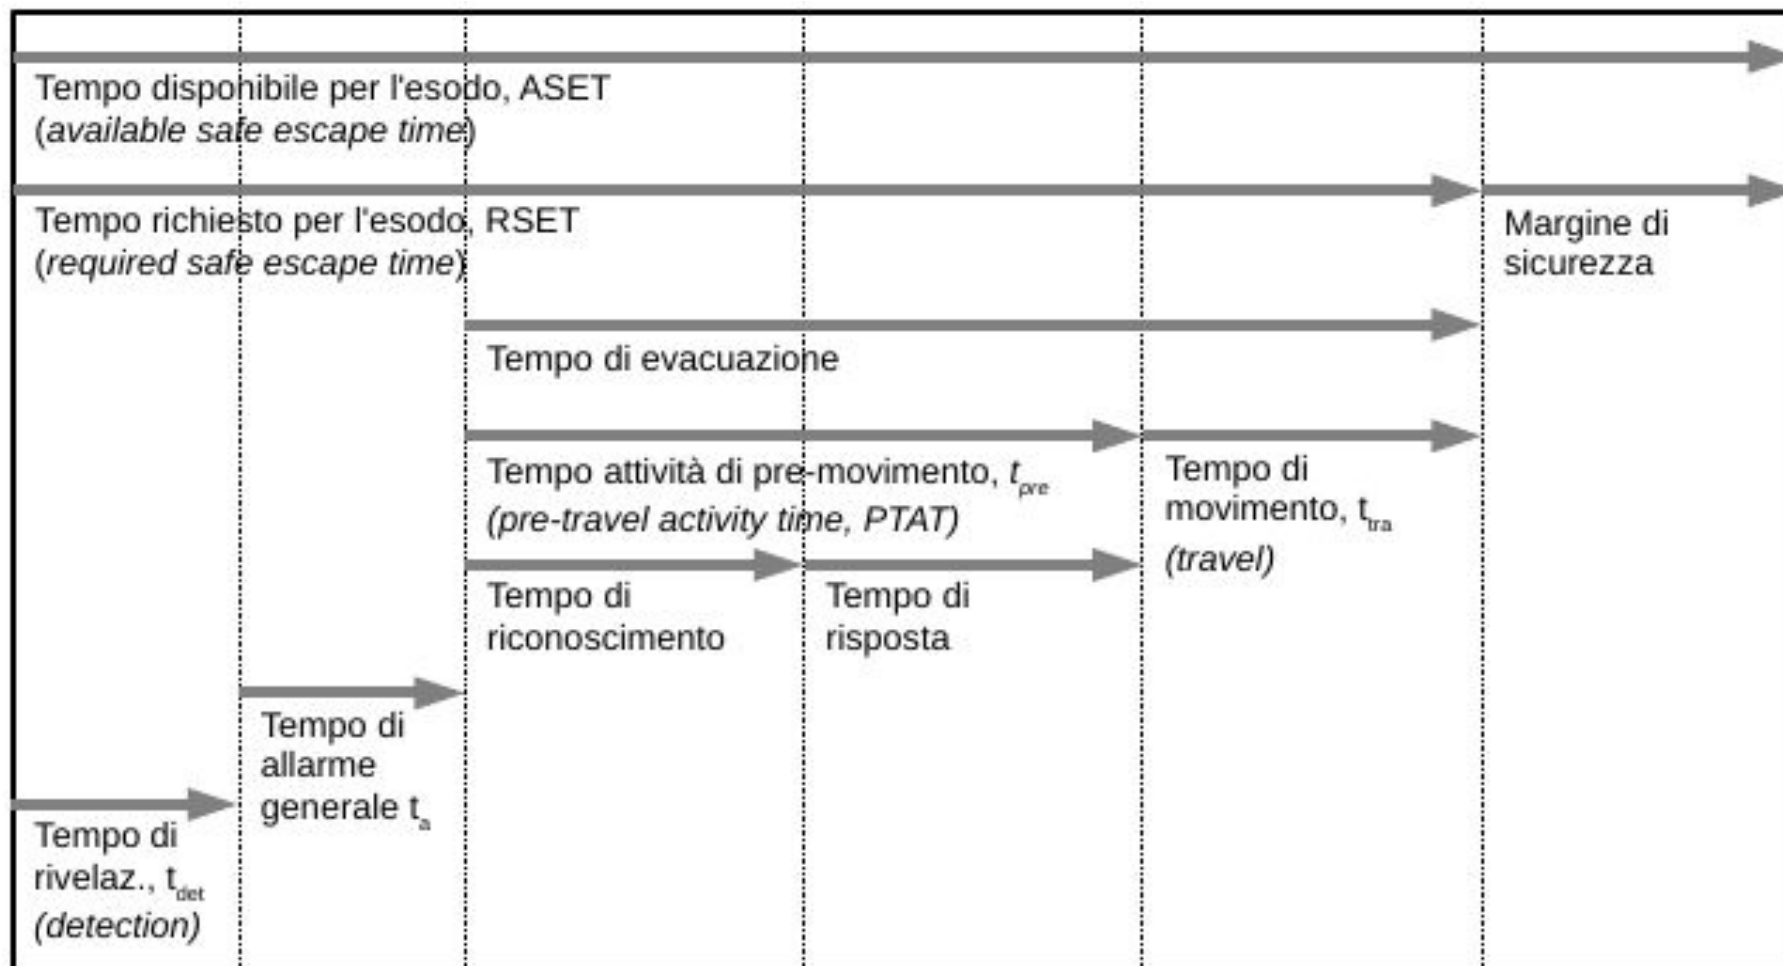 Tempo disponibile per l'esodo, ASET
(available safe escape time)
Tempo richiesto per l'esodo, RSET
(required safe escape time)
Margine di
sicurezza
Tempo di evacuazione
Tempo attività di pre-movimento, tpre
(pre-travel activity time, PTAT)
Tempo di
movimento, ttra
(travel)
Tempo di
riconoscimento
Tempo di
risposta
Tempo di
allarme
generale ta
Tempo di
rivelaz., tdet
(detection)